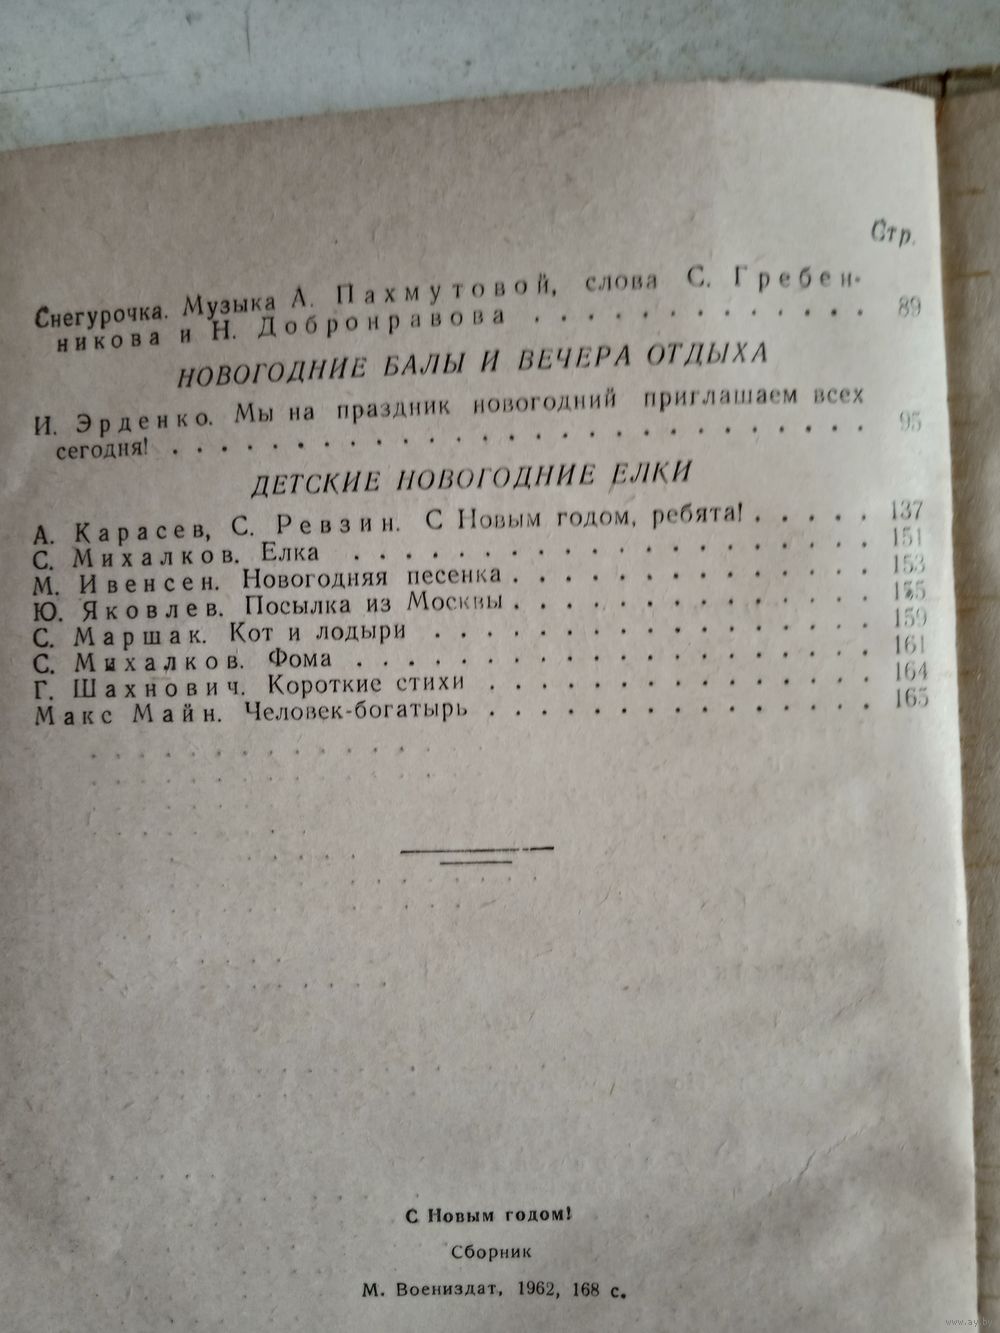 Стр.
Снегурочка. Музыка А. Пахмутовой, слова С. Гребен-
никова и Н. Добронравова . . . . . . . . . . . . . 89
НОВОГОДНИЕ БАЛЫ И ВЕЧЕРА ОТДЫХА
И. Эрденко. Мы на праздник новогодний приглашаем всех
сегодня! . . . . . . . . . . . . . . . . . . . . . . . . . . . 95
ДЕТСКИЕ НОВОГОДНИЕ ЕЛКИ
А. Карасев, С. Ревзин. С Новым годом, ребята! . . . . . 137
С. Михалков. Елка . . . . . . . . . . . . . . . . . . . . 151
М. Ивенсен. Новогодняя песенка . . . . . . . . . . . . . . 153
Ю. Яковлев. Посылка из Москвы . . . . . . . . . . . . . . 155
С. Маршак. Кот и лодыри . . . . . . . . . . . . . . . . . 159
С. Михалков. Фома . . . . . . . . . . . . . . . . . . . . 161
Г. Шахнович. Короткие стихи . . . . . . . . . . . . . . . 164
Макс Майн. Человек-богатырь . . . . . . . . . . . . . . . 165
С Новым годом!
Сборник
М. Воениздат, 1962, 168 с.
www.ay.by